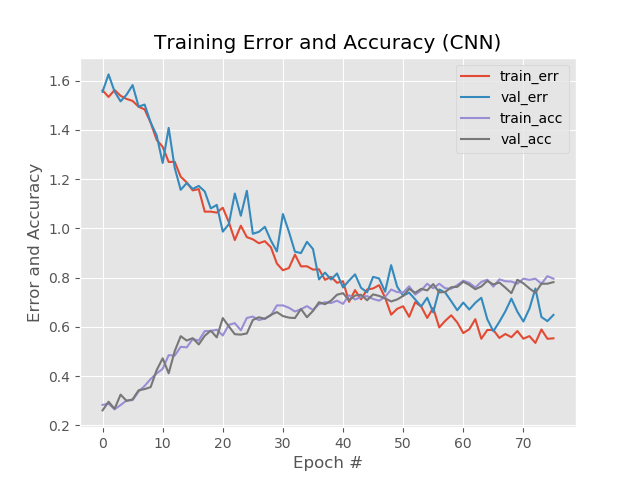 Training Error and Accuracy (CNN)
train_err
val_err
train_acc
val_acc
Error and Accuracy
1.6
1.4
1.2
1.0
0.8
0.6
0.4
0.2
0 10 20 30 40 50 60 70
Epoch #